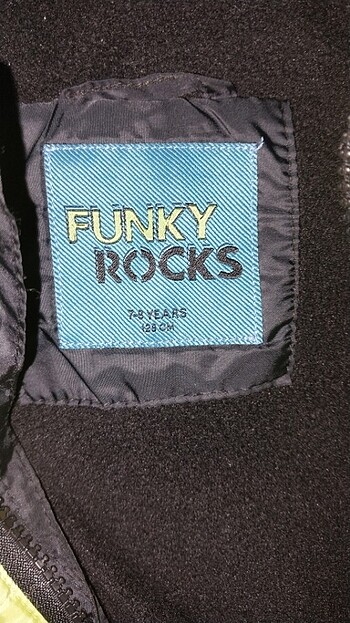 FUNKY
ROCKS
7-8 YEARS
128 CM